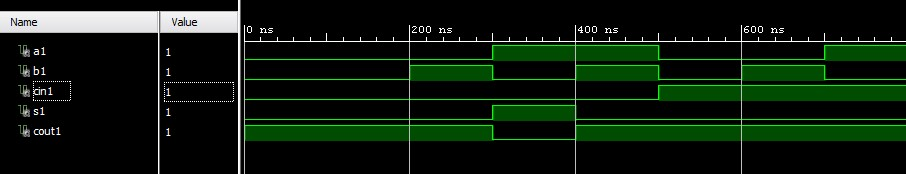 Name Value
0 ns 200 ns 400 ns 600 ns
a1 1
b1 1
cin1 1
s1 1
cout1 1